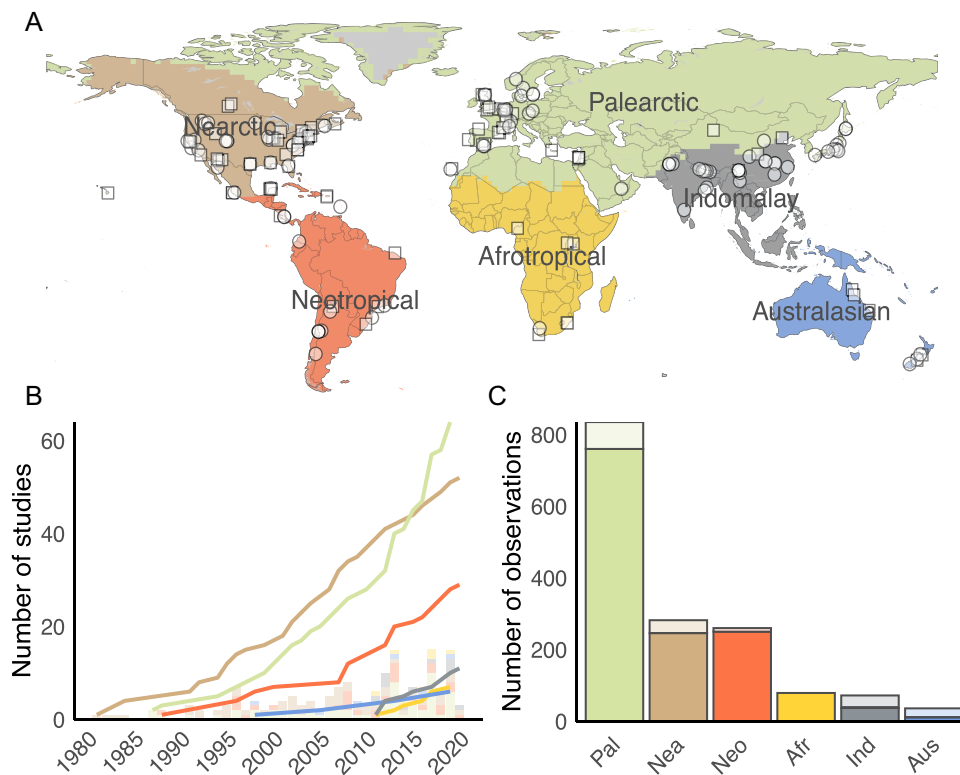 A
Palearctic
Nearctic
Indomalay
Afrotropical
Neotropical
Australasian
B
C
Number of studies
60
40
20
0
1980
1985
1990
1995
2000
2005
2010
2015
2020
Number of observations
800
600
400
200
0
Pal
Nea
Neo
Afr
Ind
Aus